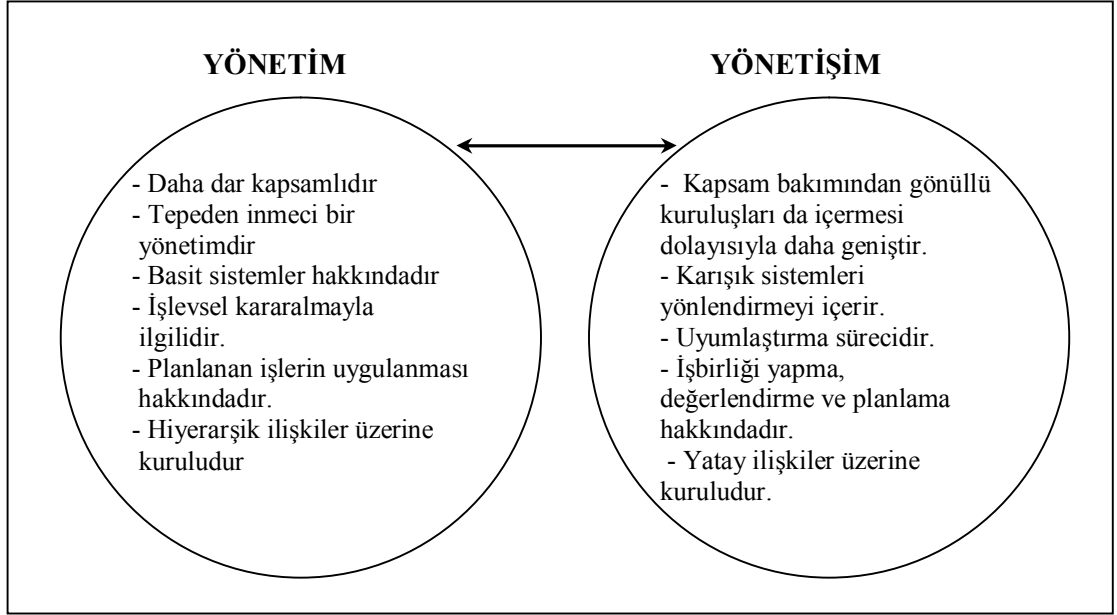 YÖNETİM
- Daha dar kapsamlıdır
- Tepeden inmeci bir
yönetimdir
- Basit sistemler hakkındadır
- İşlevsel kararalmayla
ilgilidir.
- Planlanan işlerin uygulanması
hakkındadır.
- Hiyerarşik ilişkiler üzerine
kuruludur
YÖNETİŞİM
- Kapsam bakımından gönüllü
kuruluşları da içermesi
dolayısıyla daha geniştir.
- Karışık sistemleri
yönlendirmeyi içerir.
- Uyumlaştırma sürecidir.
- İşbirliği yapma,
değerlendirme ve planlama
hakkındadır.
- Yatay ilişkiler üzerine
kuruludur.